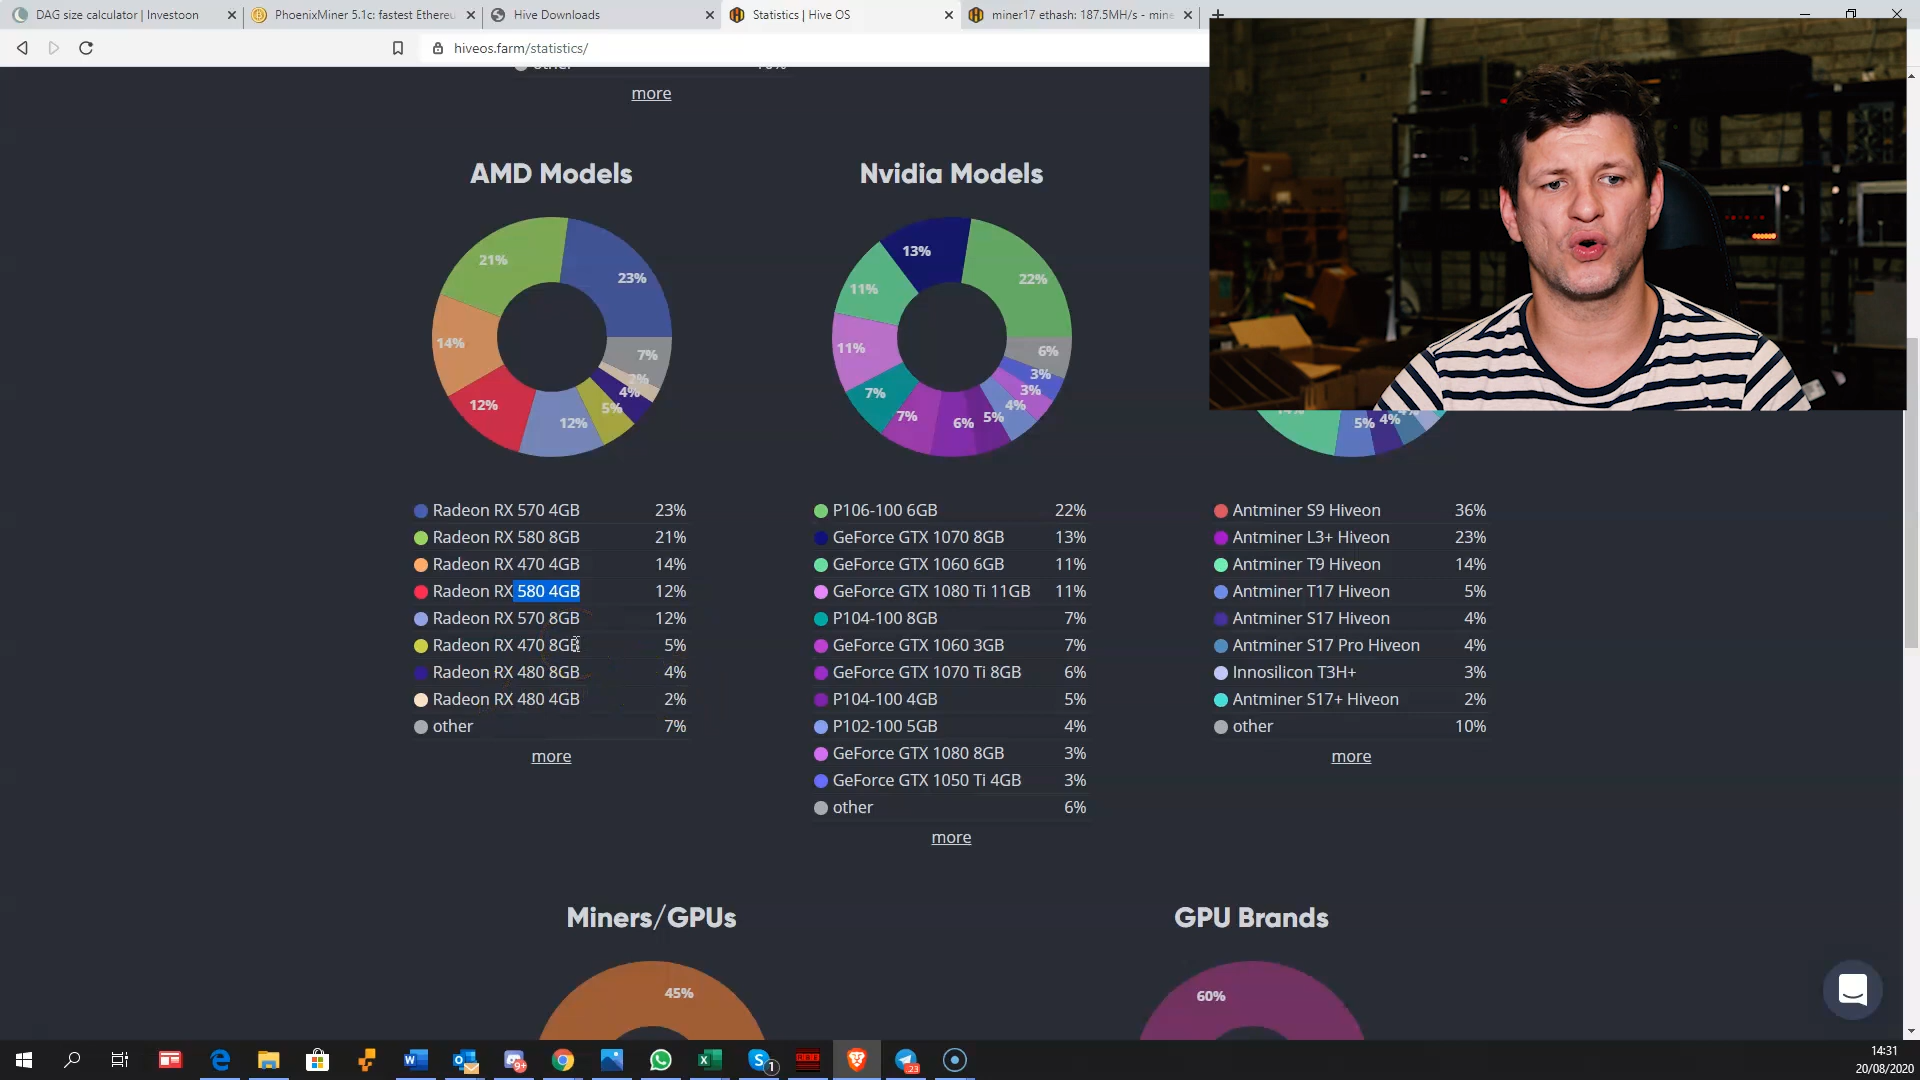 DAG size calculator | Investoon
PhoenixMiner 5.1c: fastest Ethereu
Hive Downloads
Statistics | Hive OS
miner17 ethash: 187.5MH/s - mine
hiveos.farm/statistics/
more
AMD Models
23%
21%
14%
12%
12%
5%
4%
2%
7%
Radeon RX 570 4GB 23%
Radeon RX 580 8GB 21%
Radeon RX 470 4GB 14%
Radeon RX 580 4GB 12%
Radeon RX 570 8GB 12%
Radeon RX 470 8GB 5%
Radeon RX 480 8GB 4%
Radeon RX 480 4GB 2%
other 7%
more
Nvidia Models
22%
13%
11%
11%
7%
7%
6%
5%
4%
3%
3%
6%
P106-100 6GB 22%
GeForce GTX 1070 8GB 13%
GeForce GTX 1060 6GB 11%
GeForce GTX 1080 Ti 11GB 11%
P104-100 8GB 7%
GeForce GTX 1060 3GB 7%
GeForce GTX 1070 Ti 8GB 6%
P104-100 4GB 5%
P102-100 5GB 4%
GeForce GTX 1080 8GB 3%
GeForce GTX 1050 Ti 4GB 3%
other 6%
more
5%
4%
Antminer S9 Hiveon 36%
Antminer L3+ Hiveon 23%
Antminer T9 Hiveon 14%
Antminer T17 Hiveon 5%
Antminer S17 Hiveon 4%
Antminer S17 Pro Hiveon 4%
Innosilicon T3H+ 3%
Antminer S17+ Hiveon 2%
other 10%
more
Miners/GPUs
45%
GPU Brands
60%
14:31
20/08/2020